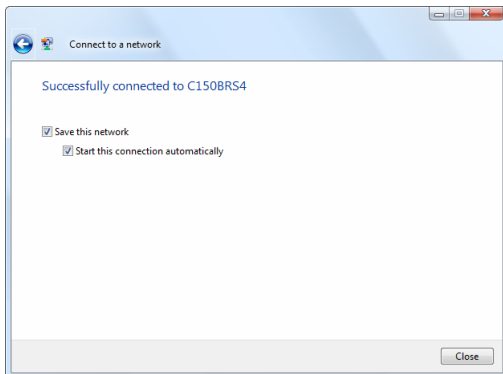 Connect to a network
Successfully connected to C150BRS4
Save this network
Start this connection automatically
Close